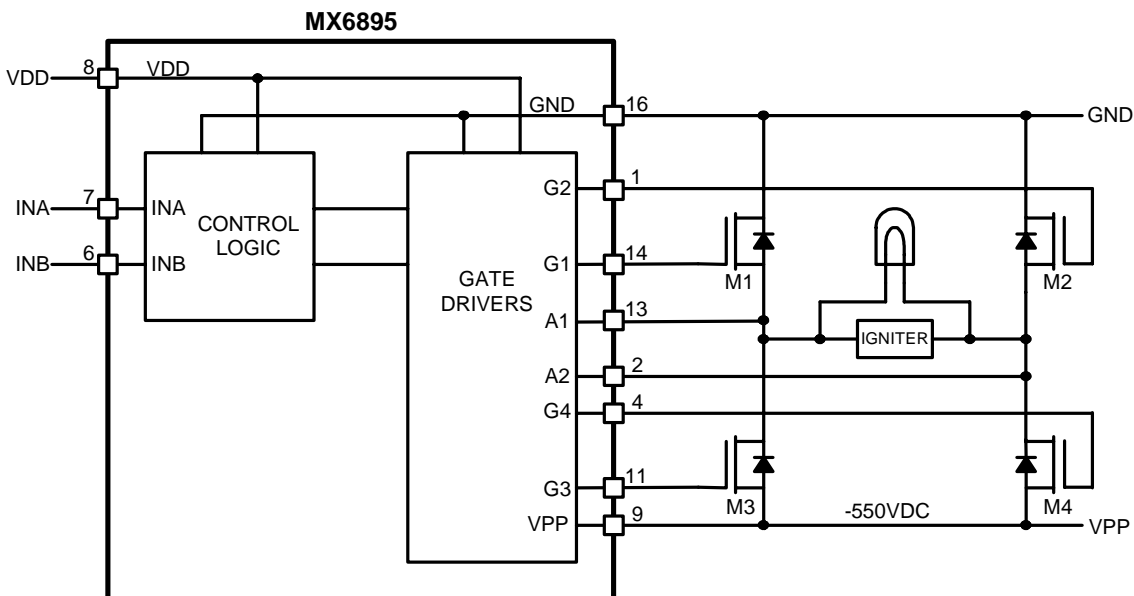 MX6895
VDD 8 VDD
GND 16 GND
G2 1
INA 7 INA
CONTROL
LOGIC
INB 6 INB
G1 14
M1
M2
GATE
DRIVERS
A1 13
IGNITER
A2 2
G4 4
G3 11
M3
M4
VPP 9
-550VDC
VPP